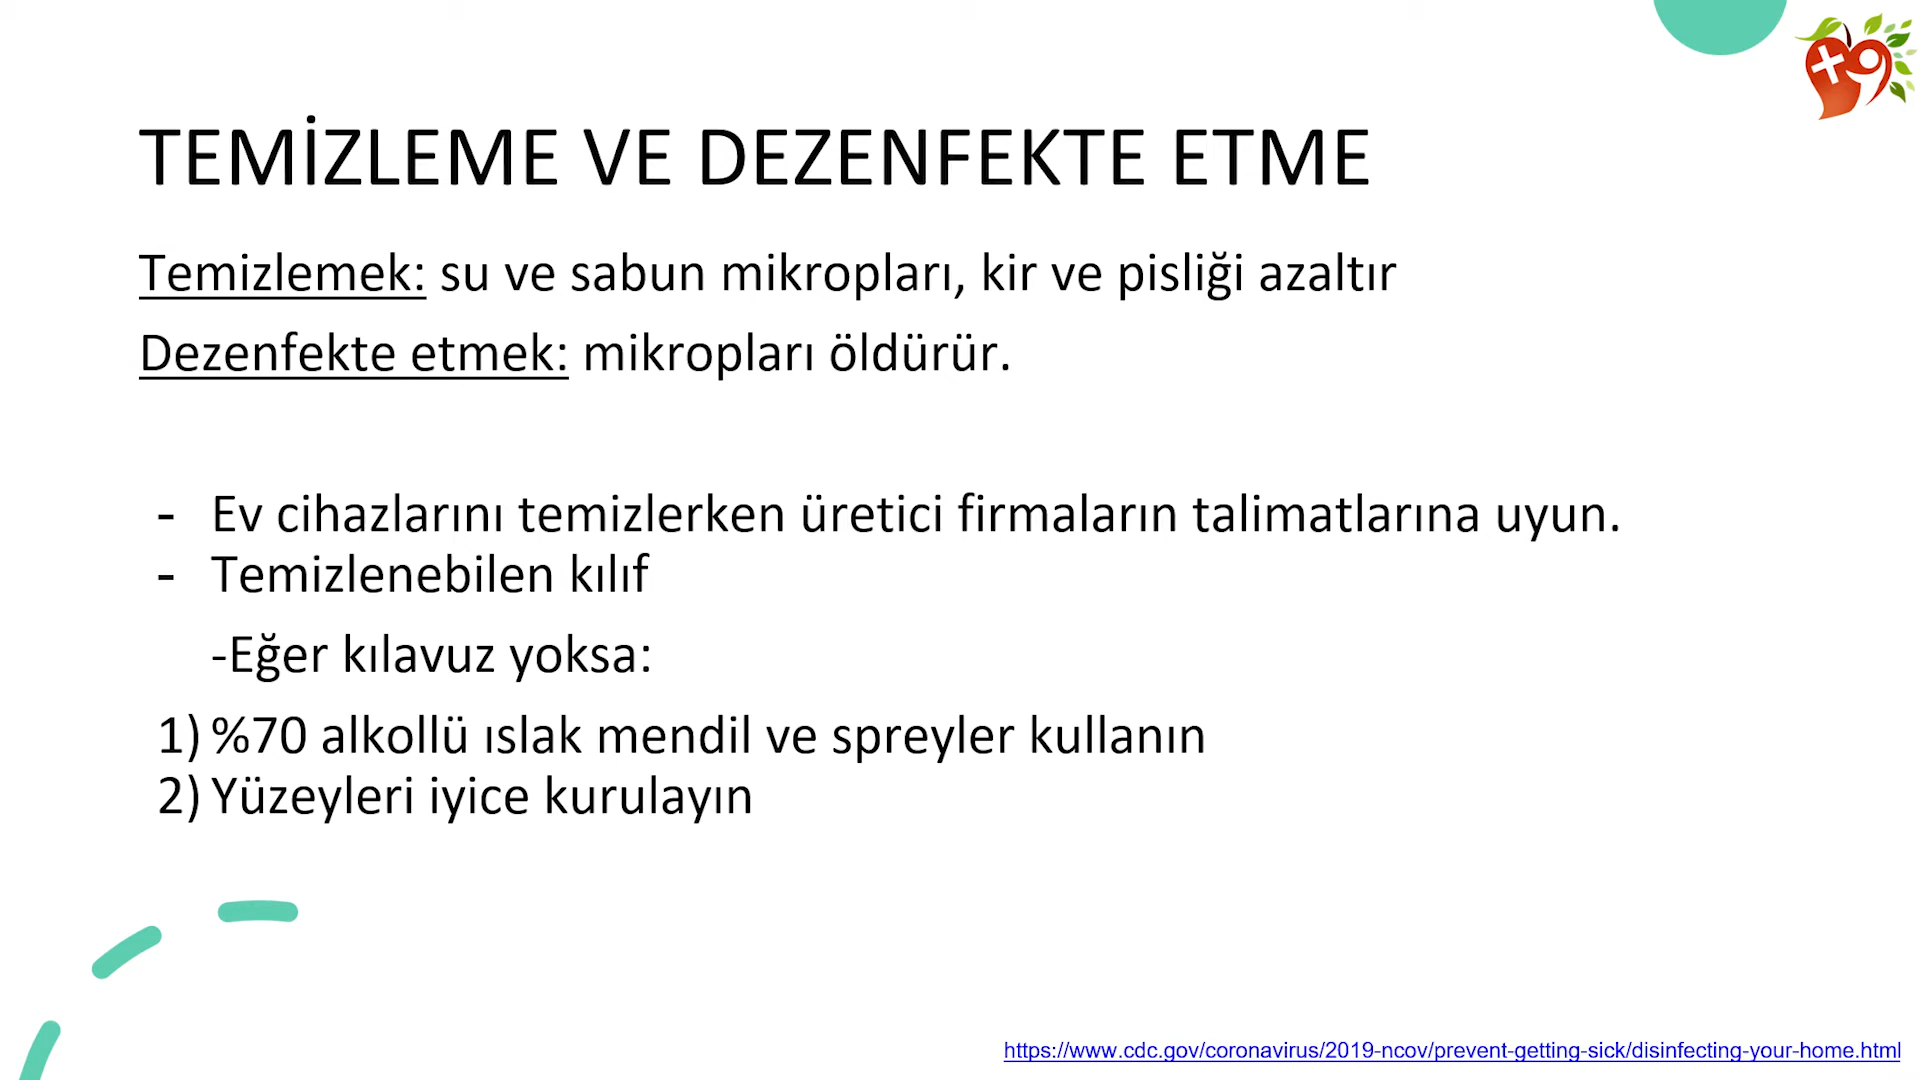 TEMİZLEME VE DEZENFEKTE ETME
Temizlemek: su ve sabun mikropları, kir ve pisliği azaltır
Dezenfekte etmek: mikropları öldürür.
- Ev cihazlarını temizlerken üretici firmaların talimatlarına uyun.
- Temizlenebilen kılıf
-Eğer kılavuz yoksa:
1) %70 alkollü ıslak mendil ve spreyler kullanın
2) Yüzeyleri iyice kurulayın
https://www.cdc.gov/coronavirus/2019-ncov/prevent-getting-sick/disinfecting-your-home.html